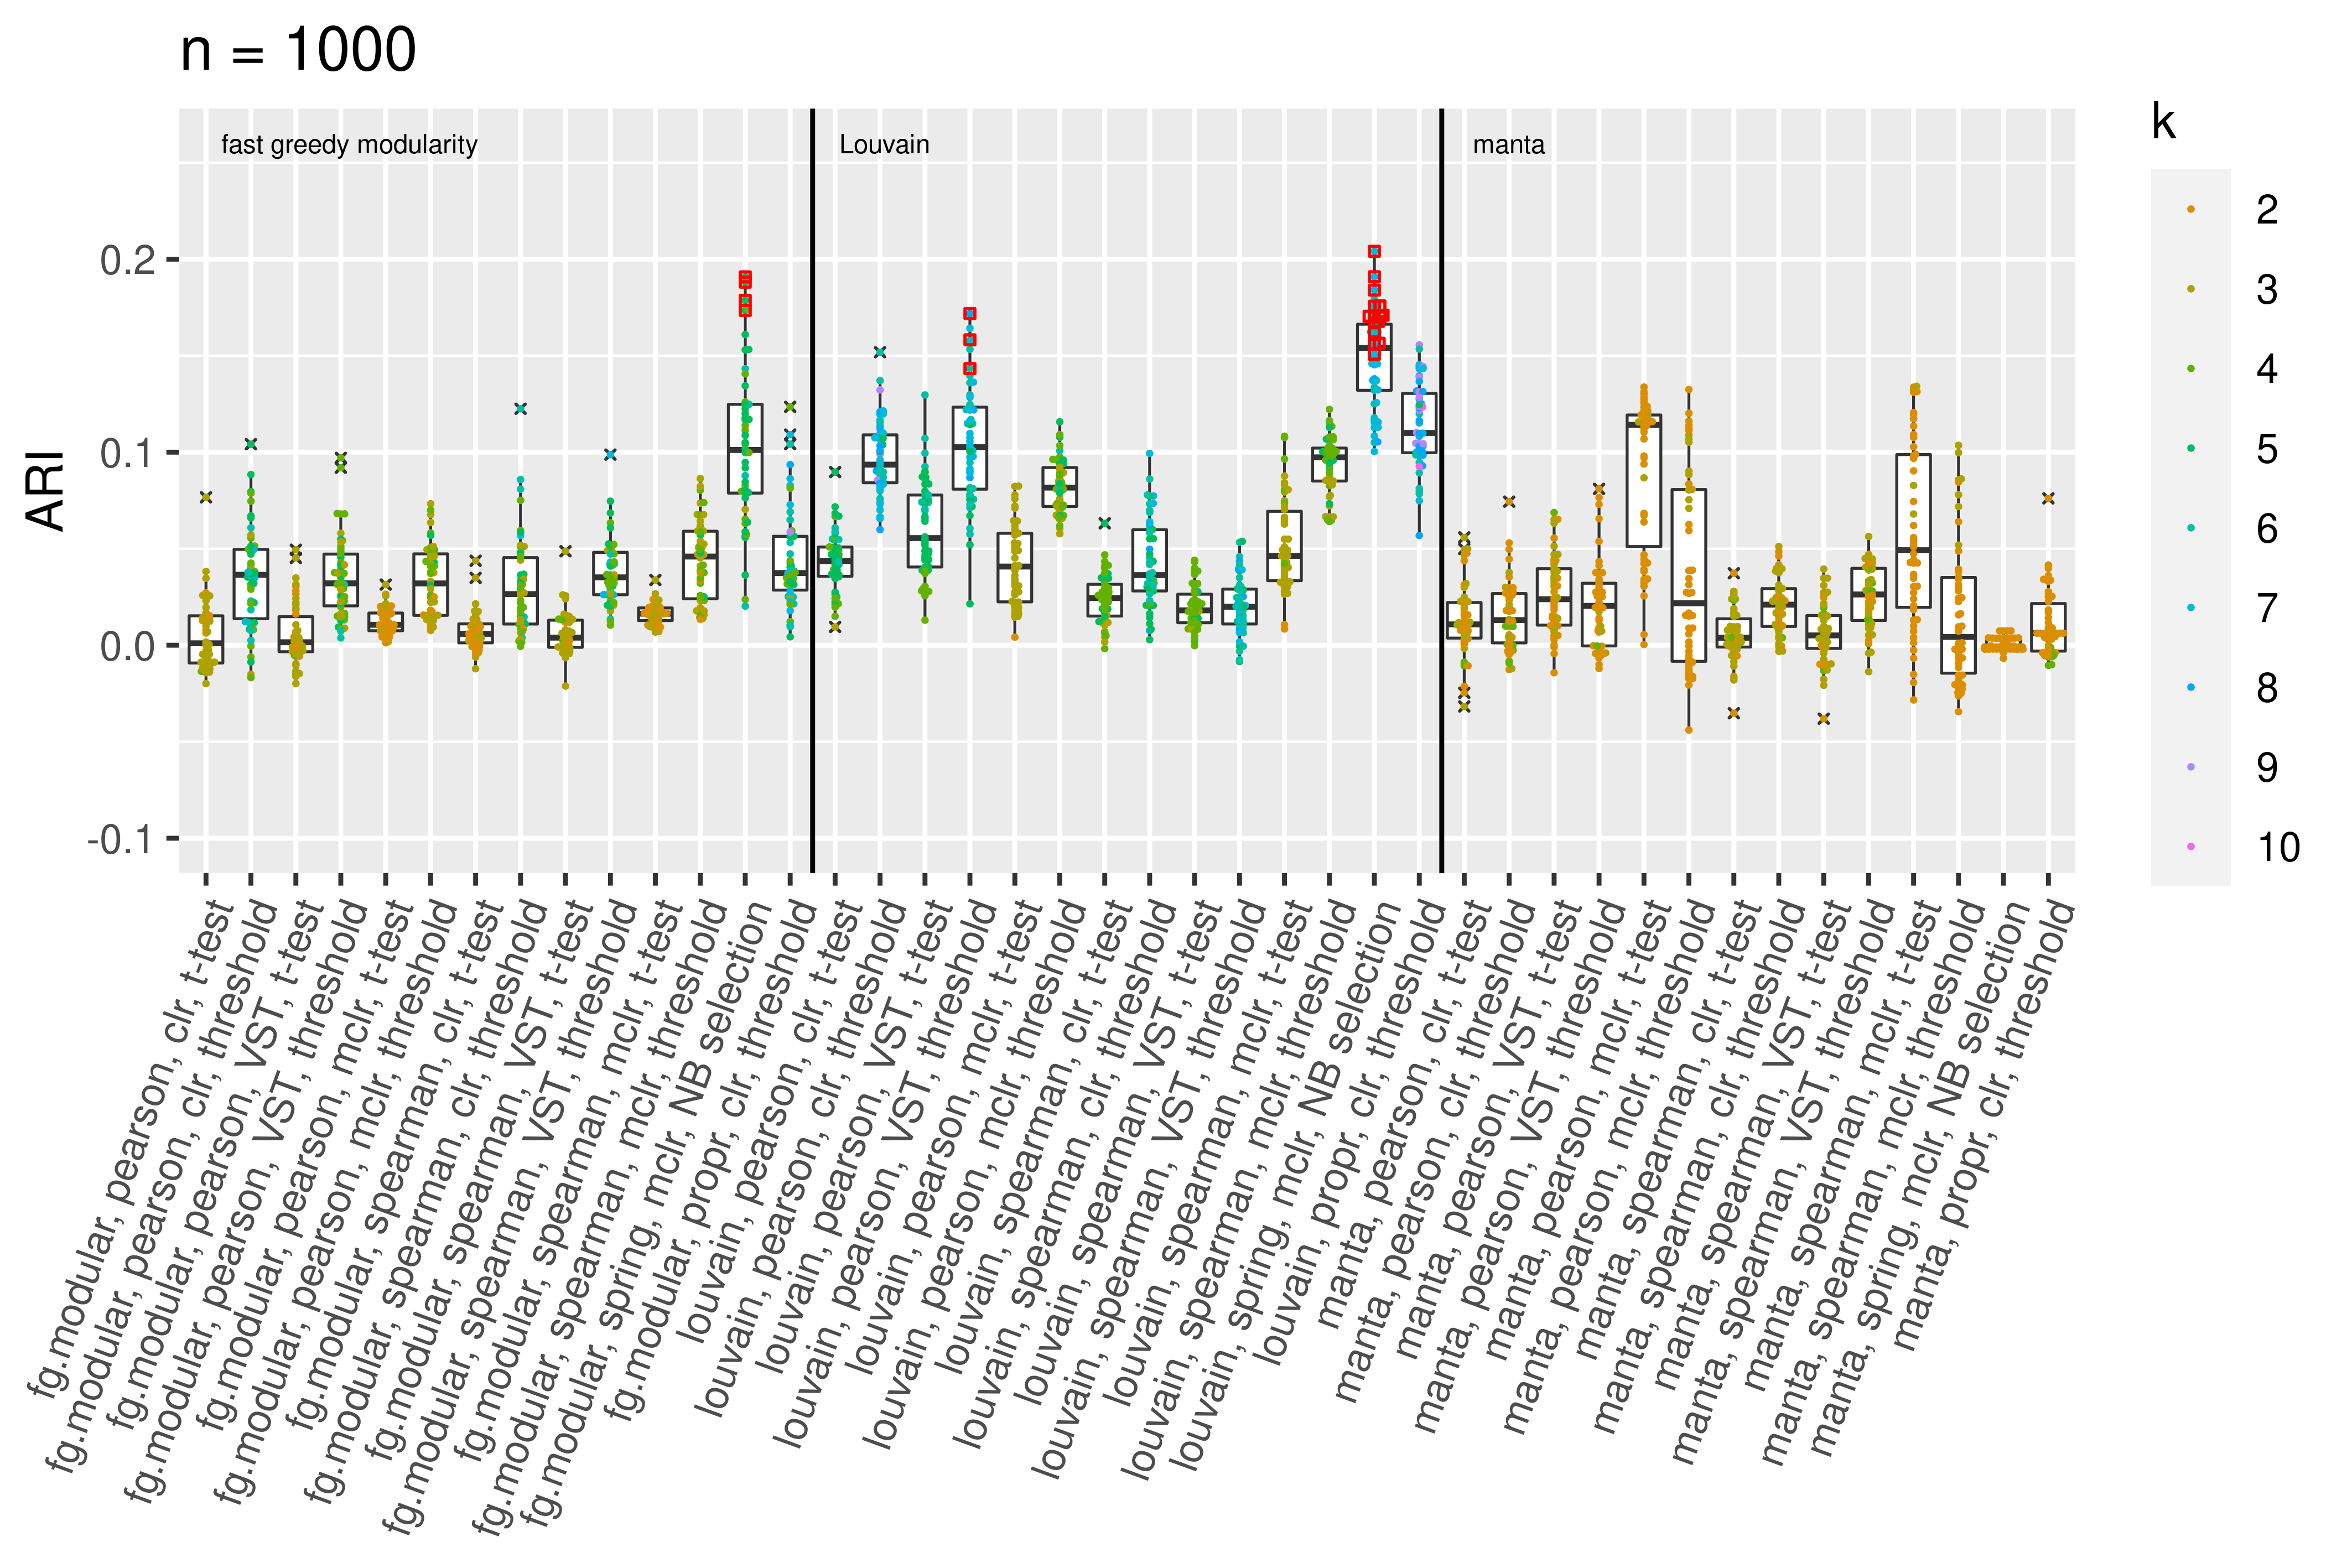 n = 1000
fast greedy modularity
Louvain
manta
ARI
0.2
0.1
0.0
-0.1
k
2
3
4
5
6
7
8
9
10
fg.modular, pearson, clr, t-test
fg.modular, pearson, clr, threshold
fg.modular, pearson, VST, t-test
fg.modular, pearson, VST, threshold
fg.modular, pearson, mclr, t-test
fg.modular, pearson, mclr, threshold
fg.modular, spearman, clr, t-test
fg.modular, spearman, clr, threshold
fg.modular, spearman, VST, t-test
fg.modular, spearman, VST, threshold
fg.modular, spearman, mclr, t-test
fg.modular, spearman, mclr, threshold
fg.modular, spring, mclr, NB selection
fg.modular, propr, clr, threshold
louvain, pearson, clr, t-test
louvain, pearson, clr, threshold
louvain, pearson, VST, t-test
louvain, pearson, VST, threshold
louvain, pearson, mclr, t-test
louvain, pearson, mclr, threshold
louvain, spearman, clr, t-test
louvain, spearman, clr, threshold
louvain, spearman, VST, t-test
louvain, spearman, VST, threshold
louvain, spearman, mclr, t-test
louvain, spearman, mclr, threshold
louvain, spring, mclr, NB selection
louvain, propr, clr, threshold
manta, pearson, clr, t-test
manta, pearson, clr, threshold
manta, pearson, VST, t-test
manta, pearson, VST, threshold
manta, pearson, mclr, t-test
manta, pearson, mclr, threshold
manta, spearman, clr, t-test
manta, spearman, clr, threshold
manta, spearman, VST, t-test
manta, spearman, VST, threshold
manta, spearman, mclr, t-test
manta, spearman, mclr, threshold
manta, spring, mclr, NB selection
manta, propr, clr, threshold